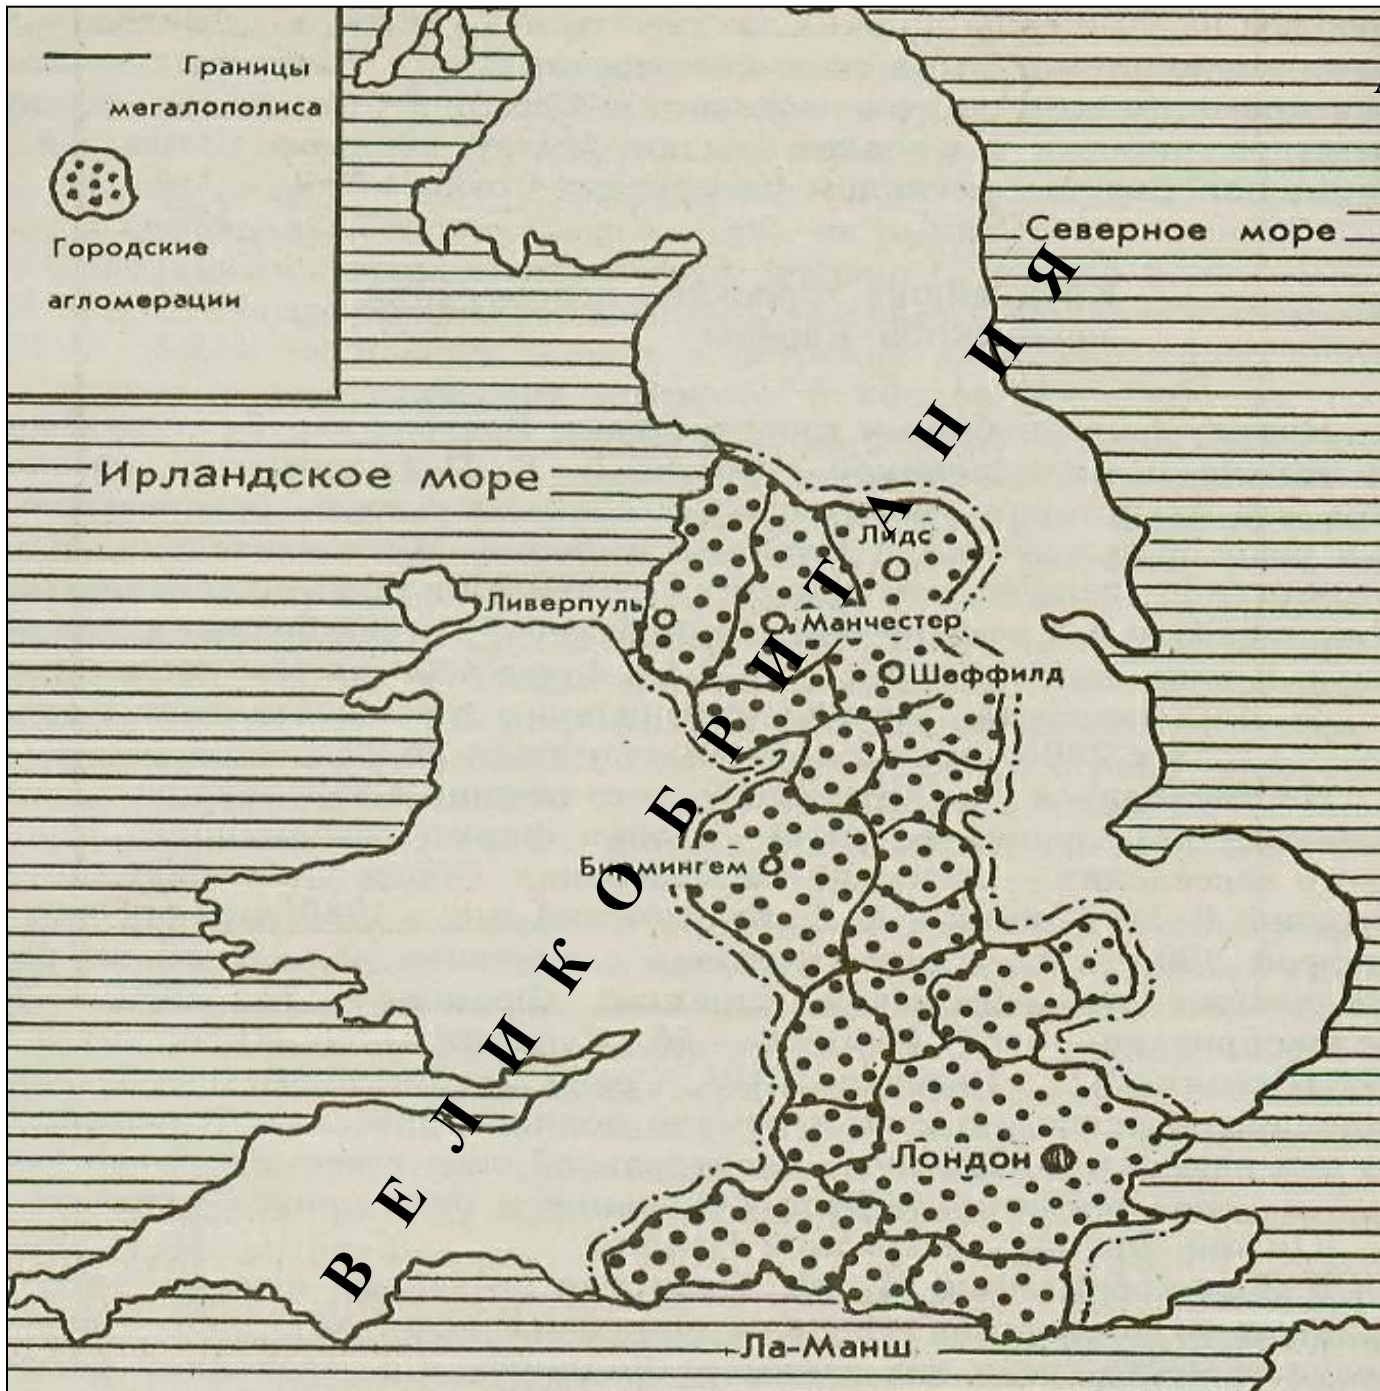 Границы
мегалополиса
Городские
агломерации
Северное море
Ирландское море
Лидс
Ливерпуль
Манчестер
Шеффилд
Бирмингем
Лондон
Ла-Манш
ВЕЛИКОБРИТАНИЯ